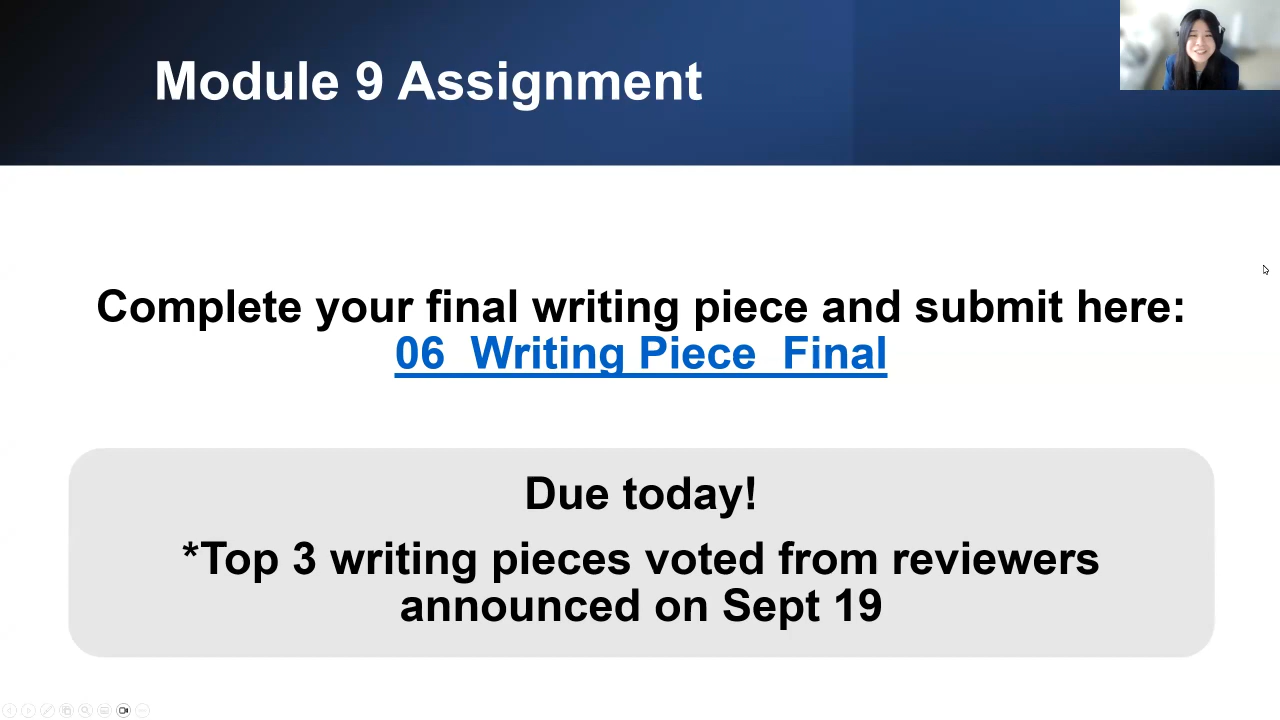 Module 9 Assignment
Complete your final writing piece and submit here:
06_Writing Piece_Final
Due today!
*Top 3 writing pieces voted from reviewers
announced on Sept 19